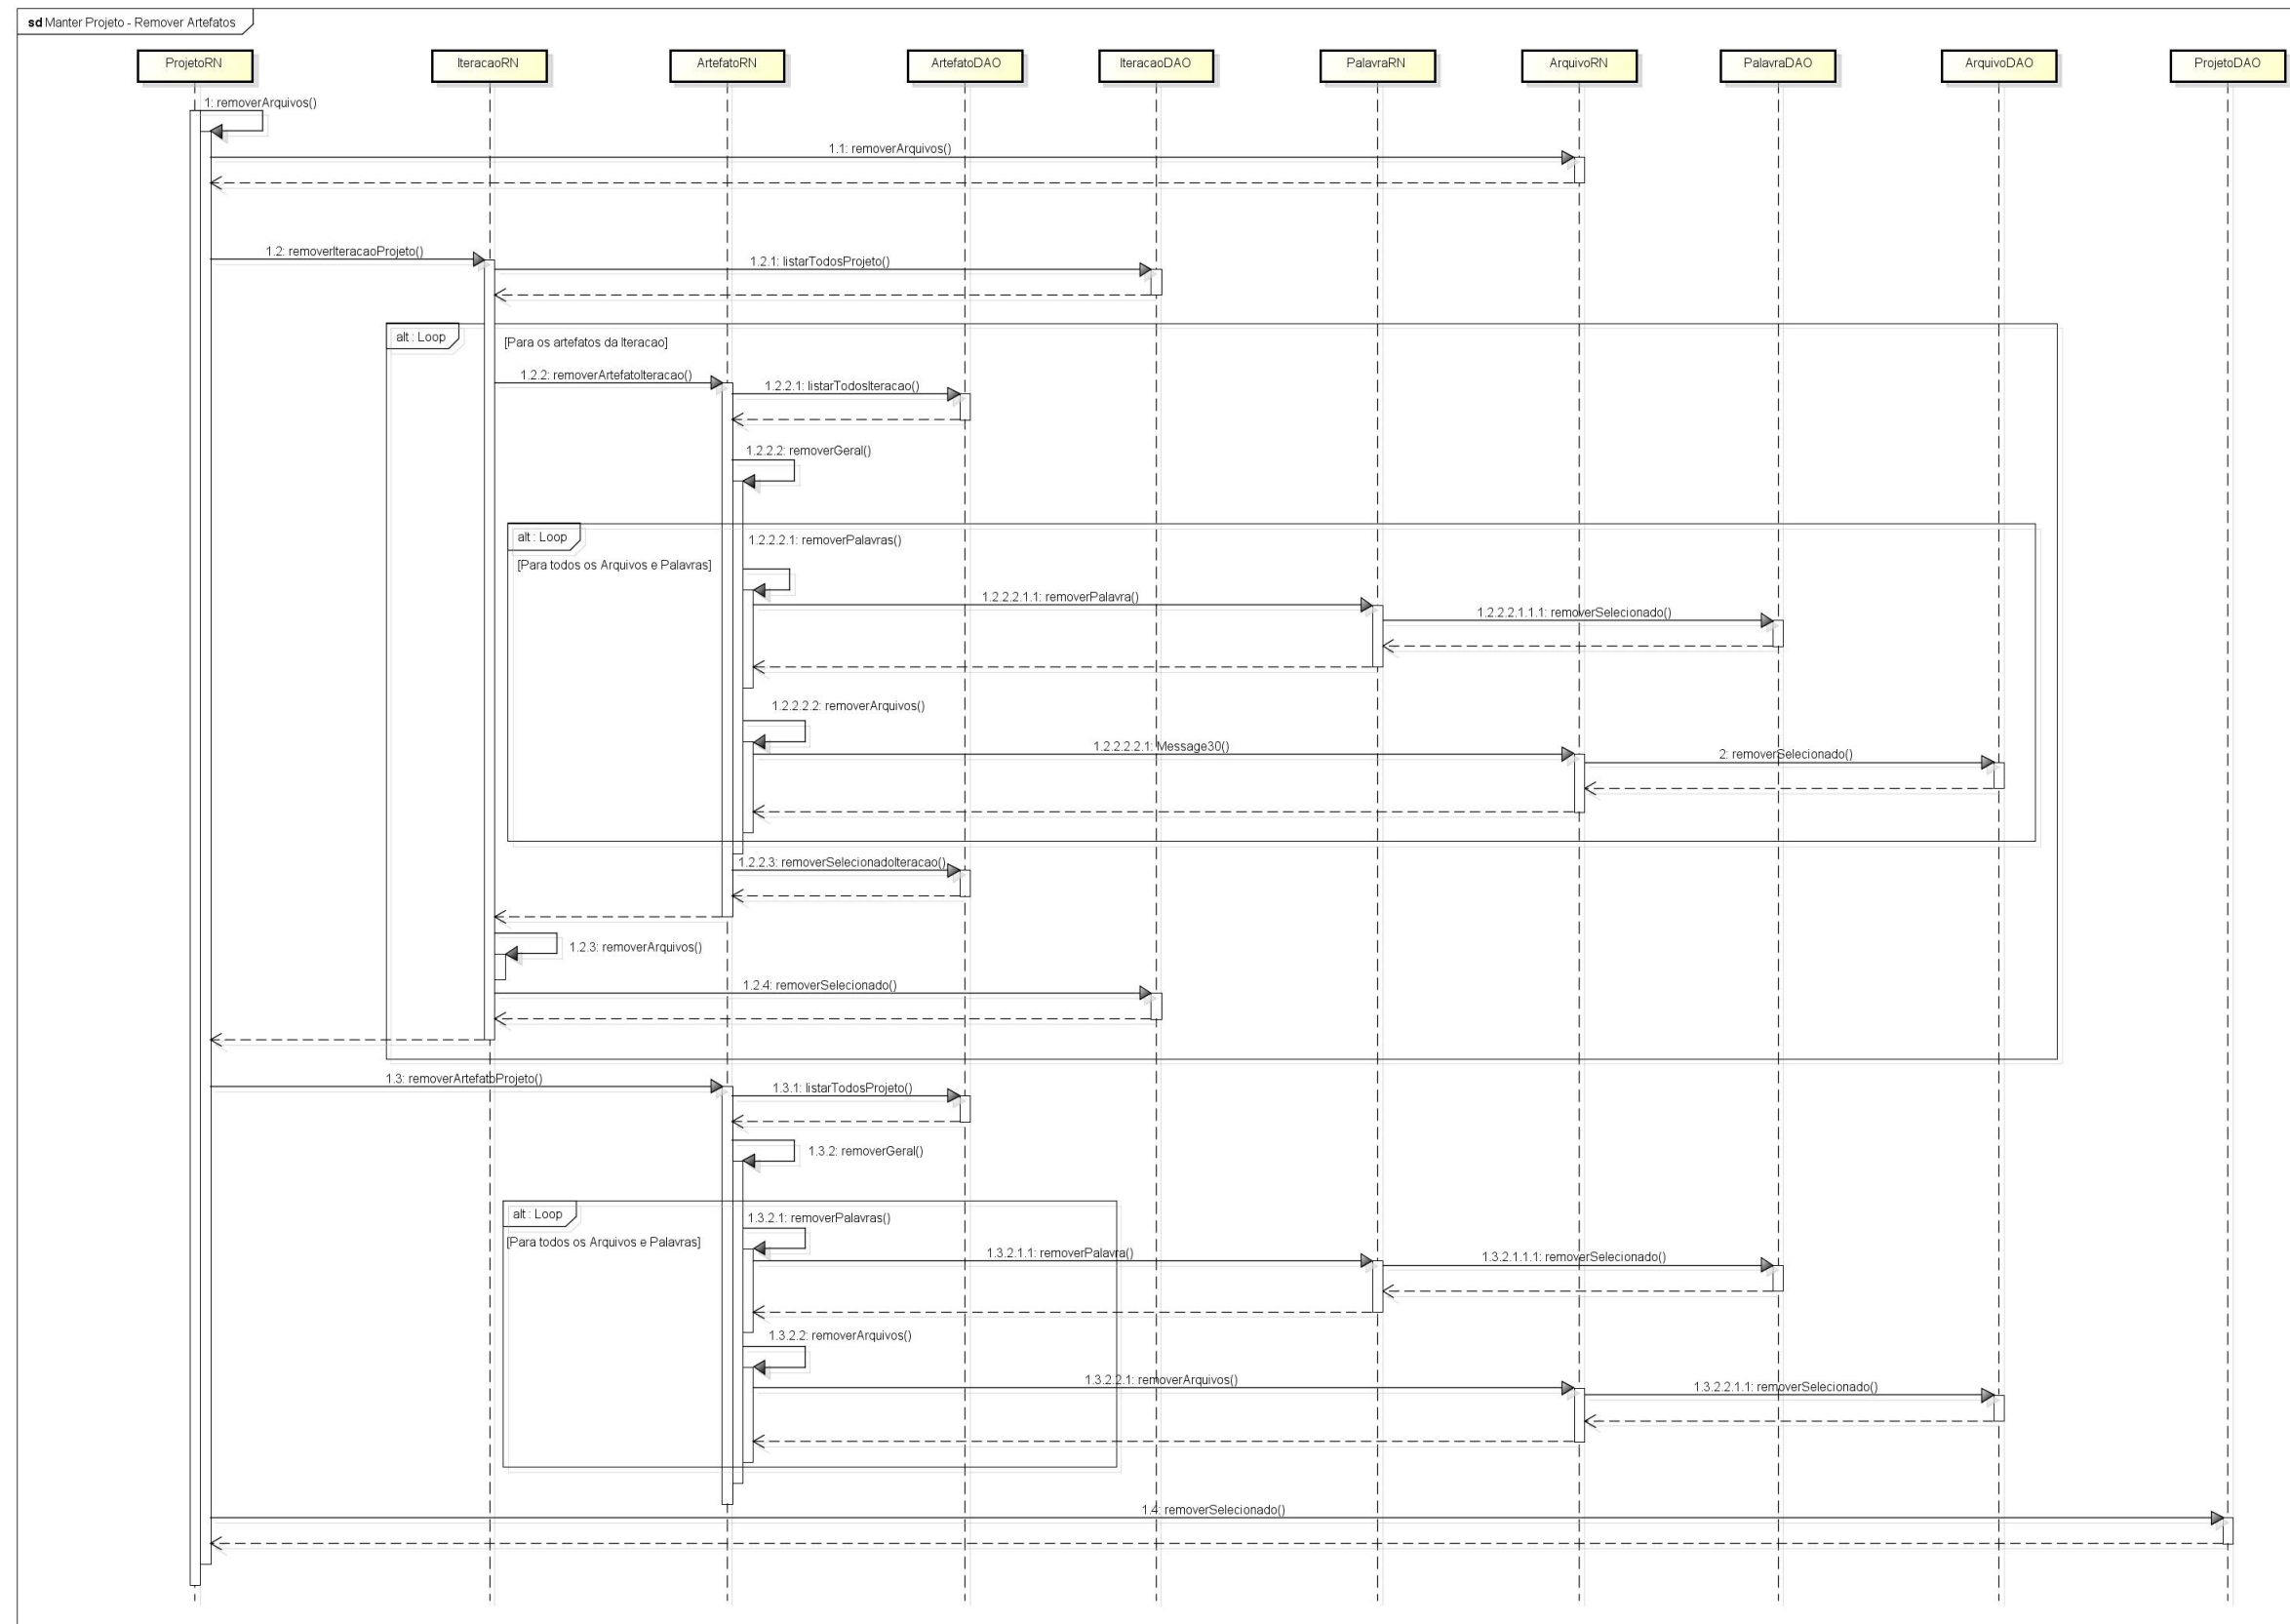 sd Manter Projeto - Remover Artefatos
ProjetoRN
IteracaoRN
ArtefatoRN
ArtefatoDAO
IteracaoDAO
PalavraRN
ArquivoRN
PalavraDAO
ArquivoDAO
ProjetoDAO
1: removerArquivos()
1.1: removerArquivos()
1.2: removerIteracaoProjeto()
1.2.1: listarTodosProjeto()
alt : Loop
[Para os artefatos da Iteracao]
1.2.2: removerArtefatoIteracao()
1.2.2.1: listarTodosIteracao()
1.2.2.2: removerGeral()
alt : Loop
1.2.2.2.1: removerPalavras()
[Para todos os Arquivos e Palavras]
1.2.2.2.1.1: removerPalavra()
1.2.2.2.1.1.1: removerSelecionado()
1.2.2.2.2: removerArquivos()
1.2.2.2.2.1: Message30()
2: removerSelecionado()
1.2.2.3: removerSelecionadoIteracao()
1.2.3: removerArquivos()
1.2.4: removerSelecionado()
1.3: removerArtefatoProjeto()
1.3.1: listarTodosProjeto()
1.3.2: removerGeral()
alt : Loop
1.3.2.1: removerPalavras()
[Para todos os Arquivos e Palavras]
1.3.2.1.1: removerPalavra()
1.3.2.1.1.1: removerSelecionado()
1.3.2.2: removerArquivos()
1.3.2.2.1: removerArquivos()
1.3.2.2.1.1: removerSelecionado()
1.4: removerSelecionado()